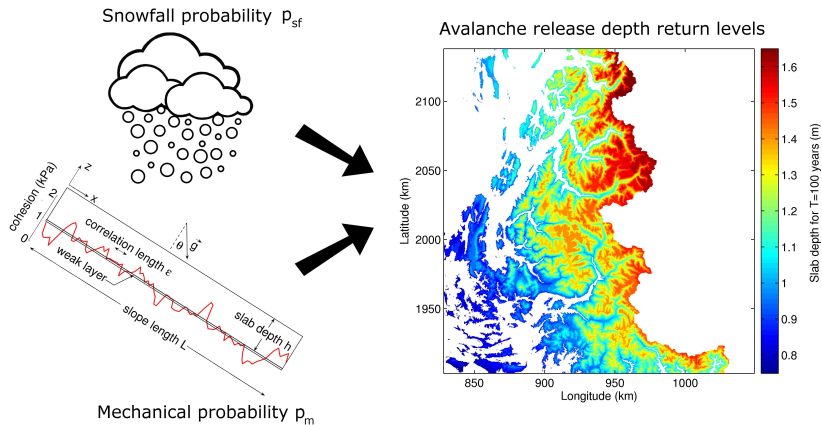 Snowfall probability p_sf
Avalanche release depth return levels
cohesion (kPa)
2
1
0
z
x
correlation length ε
weak layer
θ
g
slope length L
slab depth h
Mechanical probability p_m
Latitude (km)
2100
2050
2000
1950
850
900
950
1000
Longitude (km)
1.6
1.5
1.4
1.3
1.2
1.1
1
0.9
0.8
Slab depth for T=100 years (m)